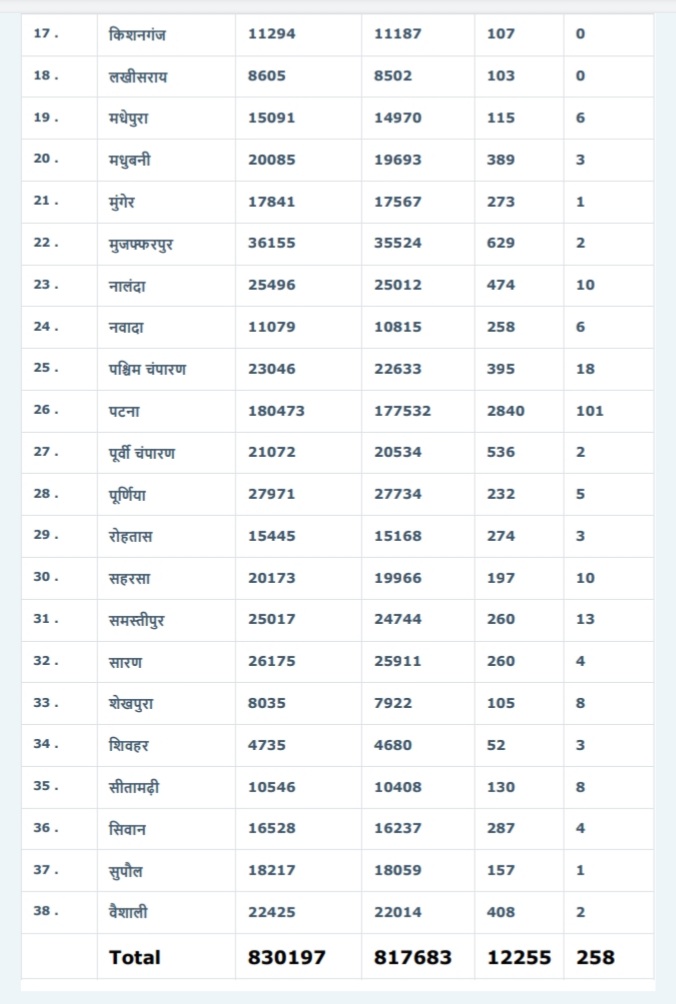 17 . किशनगंज 11294 11187 107 0
18 . लखीसराय 8605 8502 103 0
19 . मधेपुरा 15091 14970 115 6
20 . मधुबनी 20085 19693 389 3
21 . मुंगेर 17841 17567 273 1
22 . मुजफ्फरपुर 36155 35524 629 2
23 . नालंदा 25496 25012 474 10
24 . नवादा 11079 10815 258 6
25 . पश्चिम चंपारण 23046 22633 395 18
26 . पटना 180473 177532 2840 101
27 . पूर्वी चंपारण 21072 20534 536 2
28 . पूर्णिया 27971 27734 232 5
29 . रोहतास 15445 15168 274 3
30 . सहरसा 20173 19966 197 10
31 . समस्तीपुर 25017 24744 260 13
32 . सारण 26175 25911 260 4
33 . शेखपुरा 8035 7922 105 8
34 . शिवहर 4735 4680 52 3
35 . सीतामढ़ी 10546 10408 130 8
36 . सिवान 16528 16237 287 4
37 . सुपौल 18217 18059 157 1
38 . वैशाली 22425 22014 408 2
Total 830197 817683 12255 258